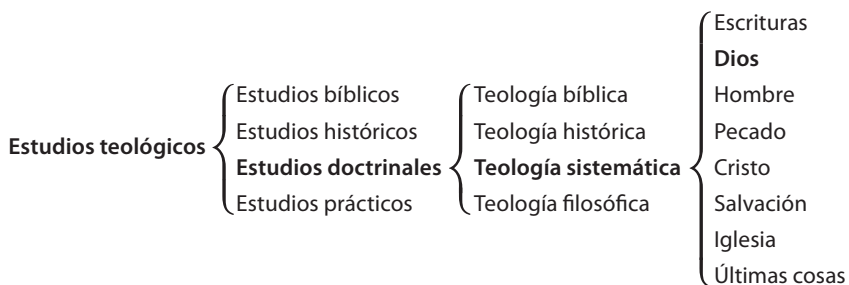 Estudios teológicos
Estudios bíblicos
Estudios históricos
Estudios doctrinales
Estudios prácticos
Teología bíblica
Teología histórica
Teología sistemática
Teología filosófica
Escrituras
Dios
Hombre
Pecado
Cristo
Salvación
Iglesia
Últimas cosas